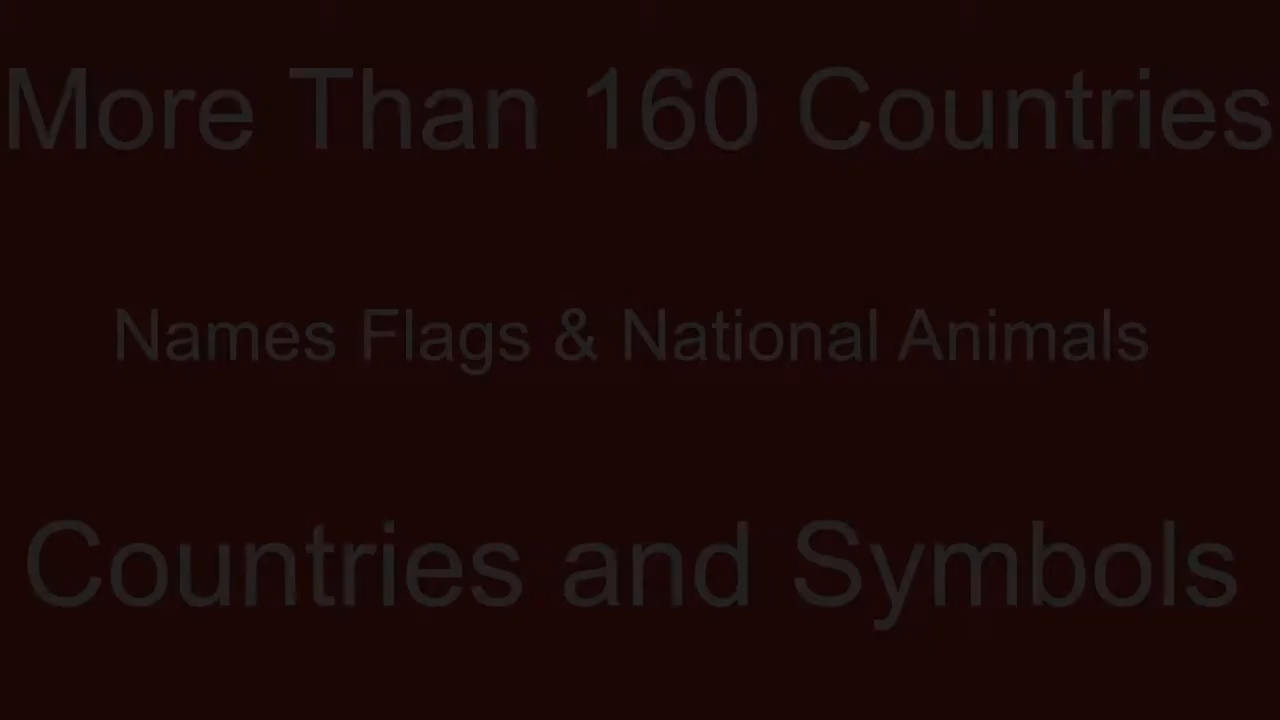 More Than 160 Countries
Names Flags & National Animals
Countries and Symbols